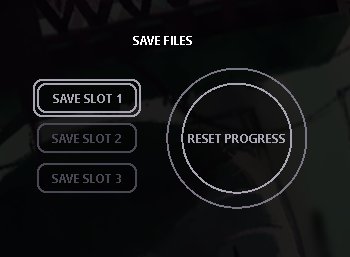 SAVE FILES
SAVE SLOT 1
SAVE SLOT 2
SAVE SLOT 3
RESET PROGRESS